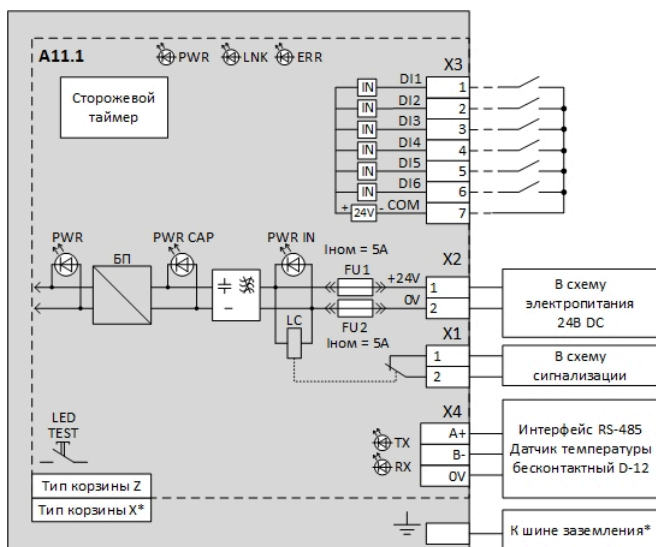 A11.1
PWR
LNK
ERR
X3
Сторожевой
таймер
IN
DI1
1
IN
DI2
2
IN
DI3
3
IN
DI4
4
IN
DI5
5
IN
DI6
6
+
24V
-
COM
7
PWR
БП
PWR CAP
PWR IN
Iном = 5А
FU1
+24V
0V
X2
1
2
В схему
электропитания
24В DC
LC
FU2
Iном = 5А
X1
1
2
В схему
сигнализации
LED
TEST
X4
TX
RX
A+
B-
0V
Интерфейс RS-485
Датчик температуры
бесконтактный D-12
Тип корзины Z
Тип корзины X*
К шине заземления*